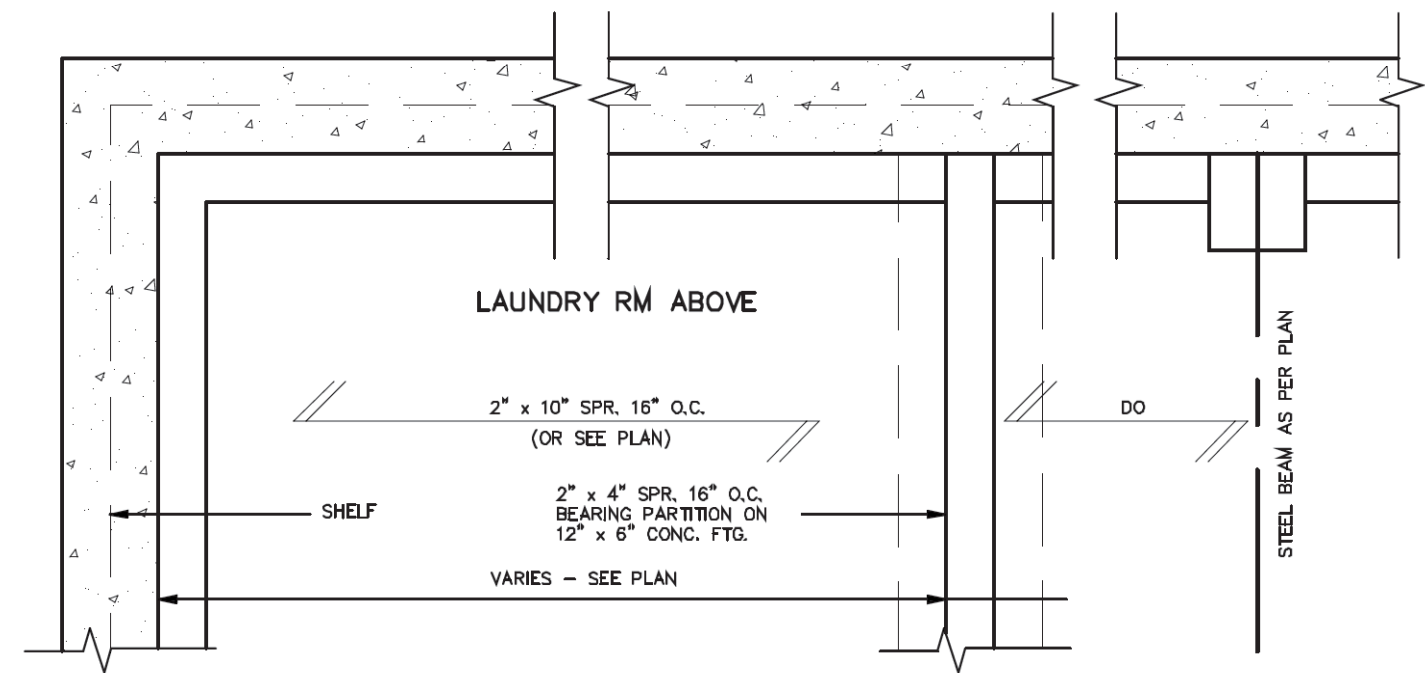 LAUNDRY RM ABOVE
2" x 10" SPR. 16" O.C.
(OR SEE PLAN)
DO
STEEL BEAM AS PER PLAN
SHELF
2" x 4" SPR. 16" O.C.
BEARING PARTITION ON
12" x 6" CONC. FTG.
VARIES - SEE PLAN